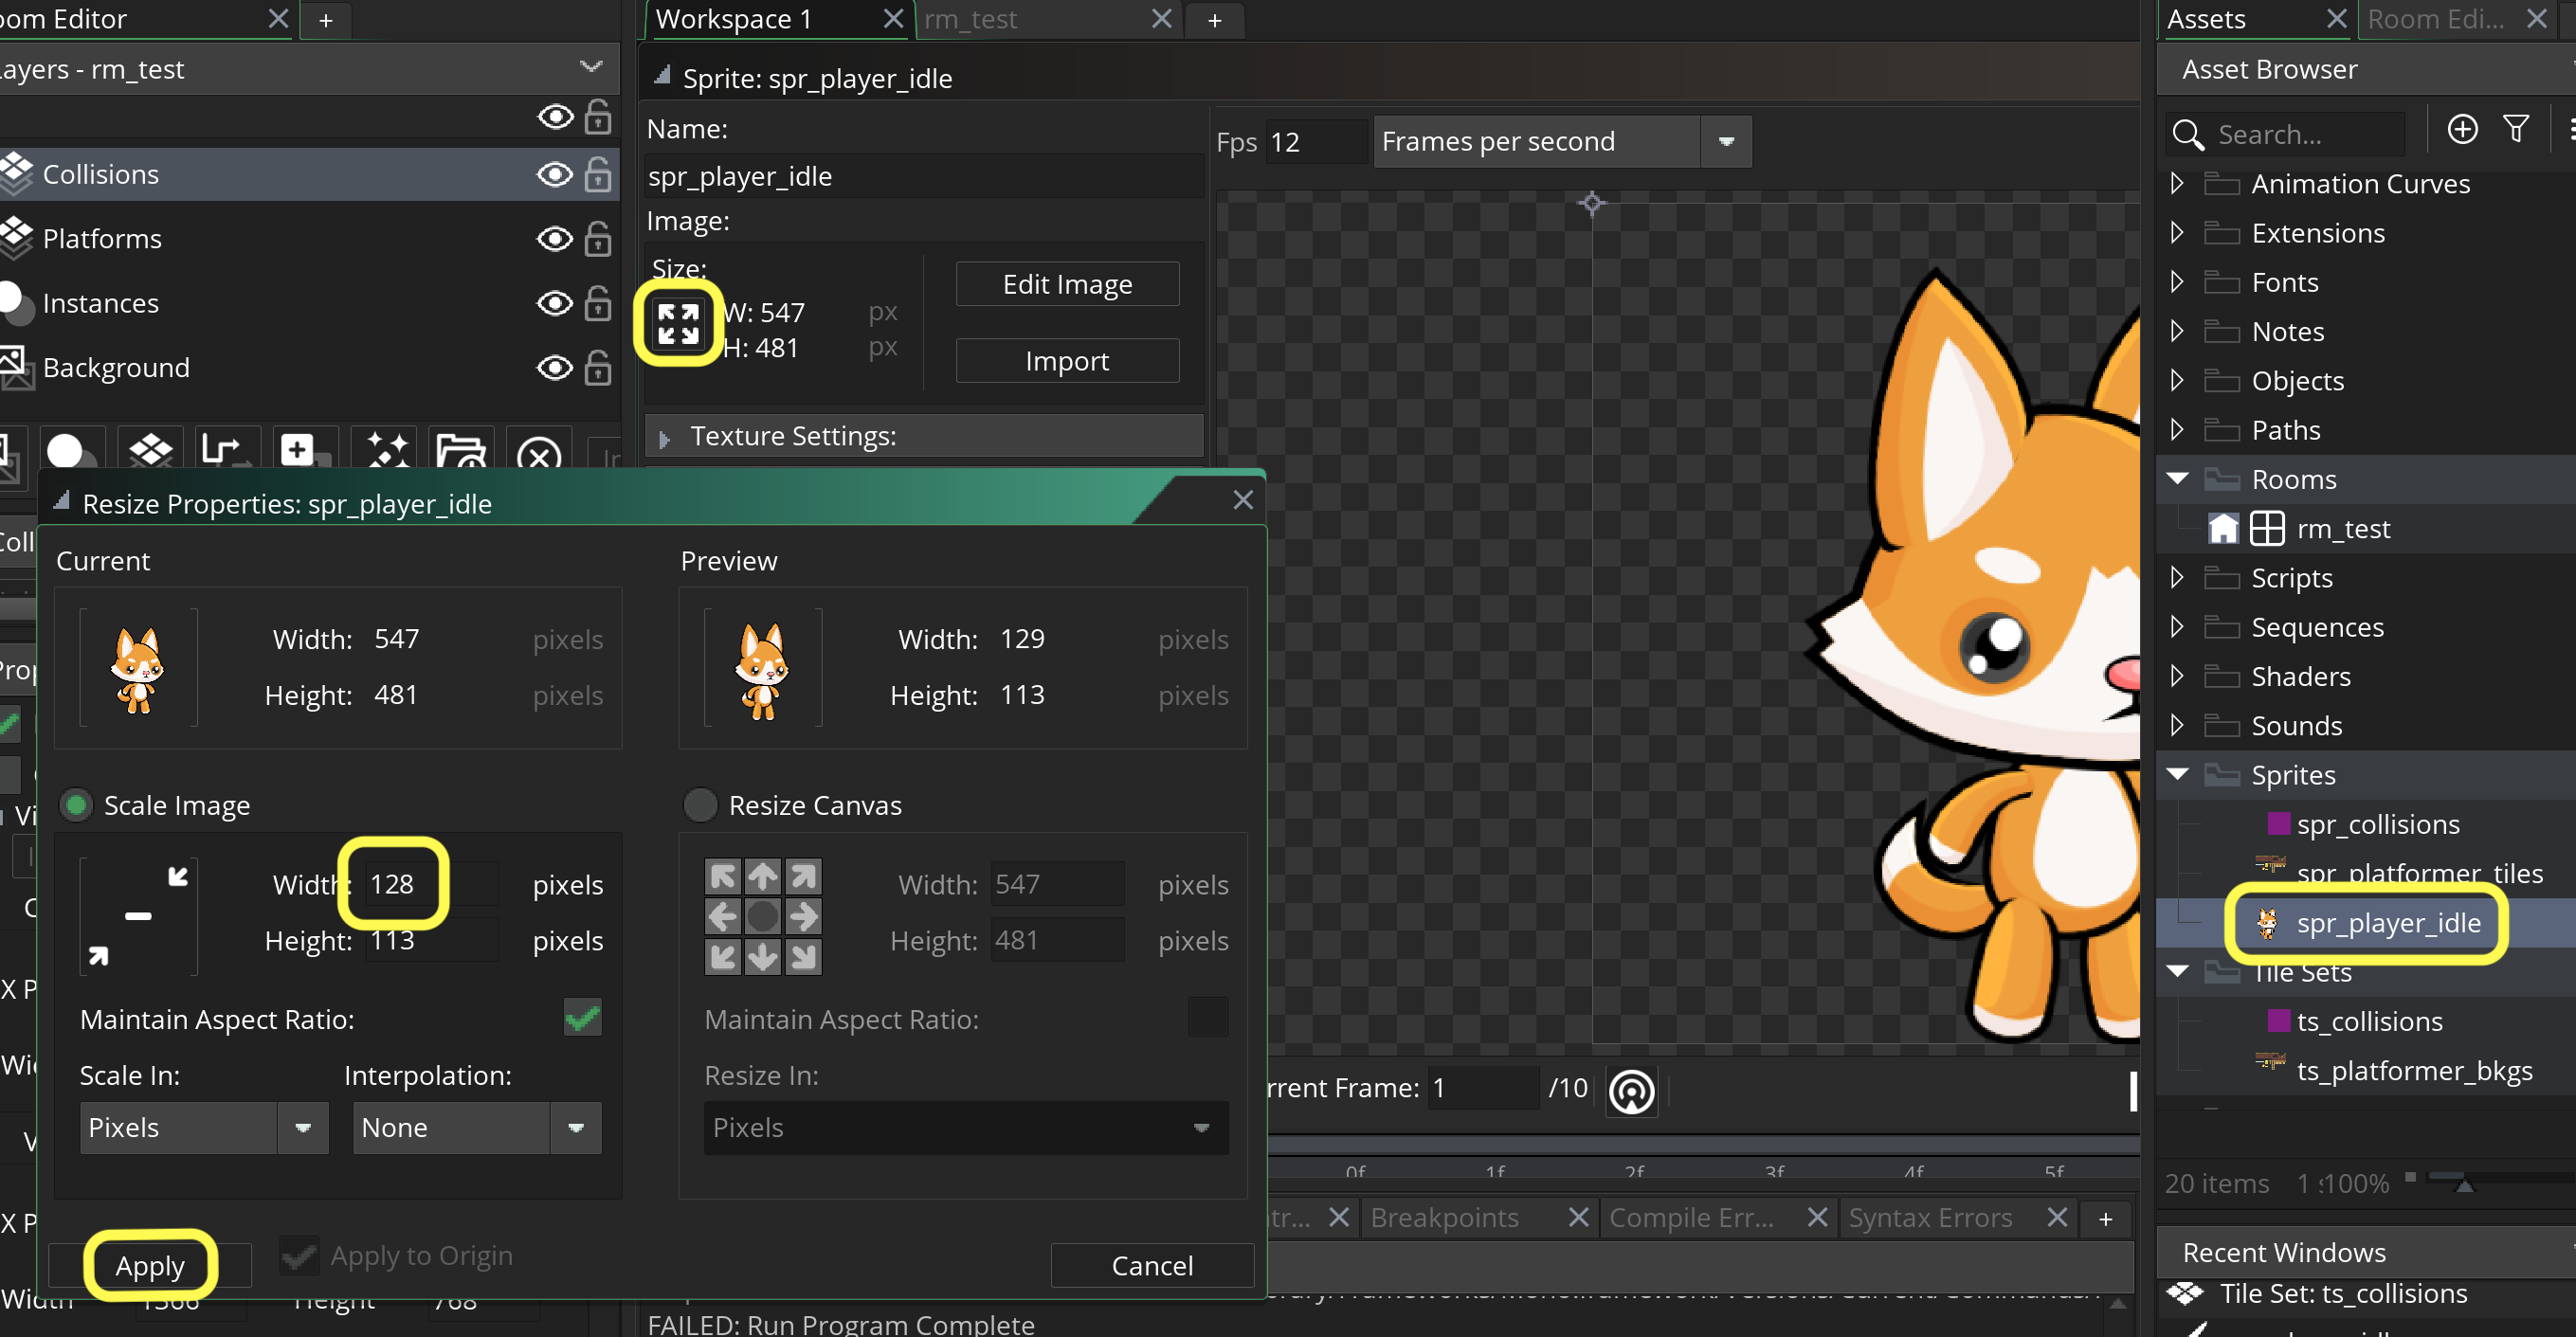 oom Editor
ayers - rm_test
Collisions
Platforms
Instances
Background
Workspace 1
rm_test
Sprite: spr_player_idle
Name:
spr_player_idle
Image:
Size:
W: 547 px
H: 481 px
Edit Image
Import
Texture Settings:
Fps 12 Frames per second
Resize Properties: spr_player_idle
Current
Width: 547 pixels
Height: 481 pixels
Preview
Width: 129 pixels
Height: 113 pixels
Scale Image
Width: 128 pixels
Height: 113 pixels
Maintain Aspect Ratio:
Scale In:
Interpolation:
Pixels
None
Resize Canvas
Width: 547 pixels
Height: 481 pixels
Maintain Aspect Ratio:
Resize In:
Pixels
Apply
Apply to Origin
Cancel
Coll
Prop
Vi
X P
Wi
X P
Width 1366 Height 768
rrent Frame: 1 /10
0f 1f 2f 3f 4f 5f
tr...
Breakpoints
Compile Err...
Syntax Errors
FAILED: Run Program Complete
Assets
Room Edi...
Asset Browser
Search...
Animation Curves
Extensions
Fonts
Notes
Objects
Paths
Rooms
rm_test
Scripts
Sequences
Shaders
Sounds
Sprites
spr_collisions
spr_platformer_tiles
spr_player_idle
Tile Sets
ts_collisions
ts_platformer_bkgs
20 items 1 s 100%
Recent Windows
Tile Set: ts_collisions